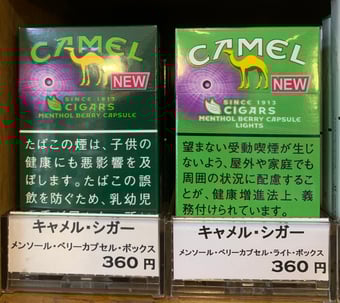 CAMEL
NEW
SINCE 1913
CIGARS
MENTHOL BERRY CAPSULE
たばこの煙は、子供の
健康にも悪影響を及
ぼします。たばこの誤
飲を防ぐため、乳幼児
キャメル・シガー
メンソール・ベリーカプセル・ボックス
360円
CAMEL
NEW
SINCE 1913
CIGARS
MENTHOL BERRY CAPSULE
LIGHTS
望まない受動喫煙が生じ
ないよう、屋外や家庭でも
周囲の状況に配慮するこ
とが、健康増進法上、義
務付けられています。
キャメル・シガー
メンソール・ベリーカプセル・ライト・ボックス
360円